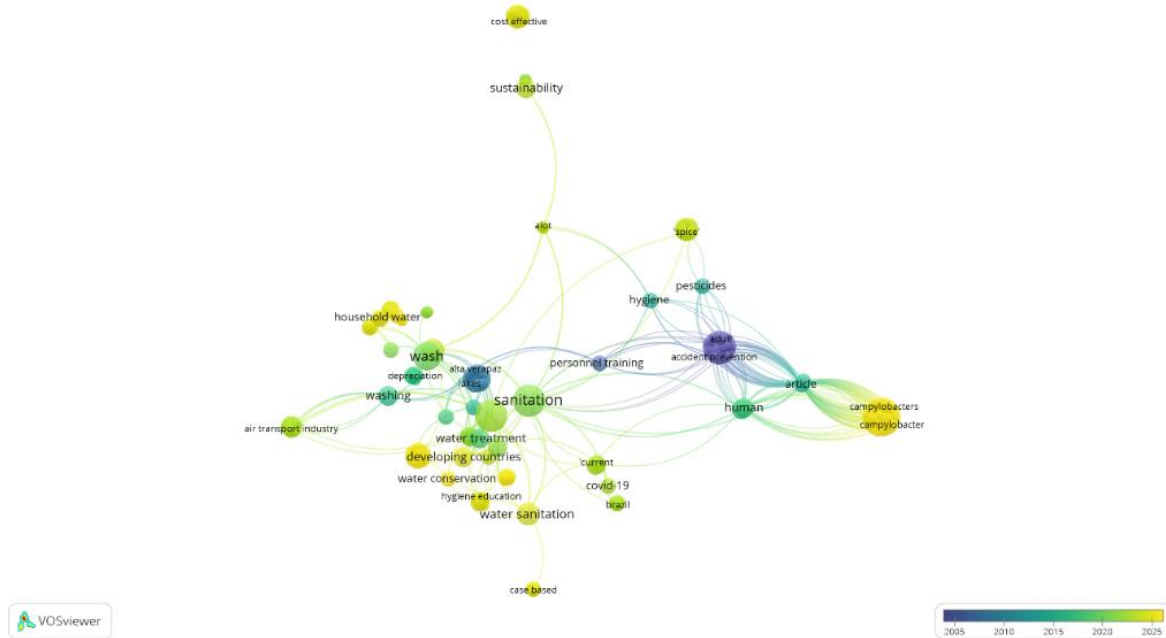 cost effective
sustainability
aiot
spice
pesticides
hygiene
household water
adult
wash
accident prevention
personnel training
alta verapaz
depreciation
lakes
article
washing
sanitation
human
campylobacters
campylobacter
air transport industry
water treatment
developing countries
current
water conservation
covid-19
hygiene education
brazil
water sanitation
case based
VOSviewer
2005 2010 2015 2020 2025